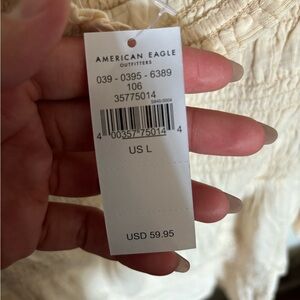 AMERICAN EAGLE
OUTFITTERS
039 - 0395 - 6389
106
35775014
4 00357 75014 4
US L
USD 59.95